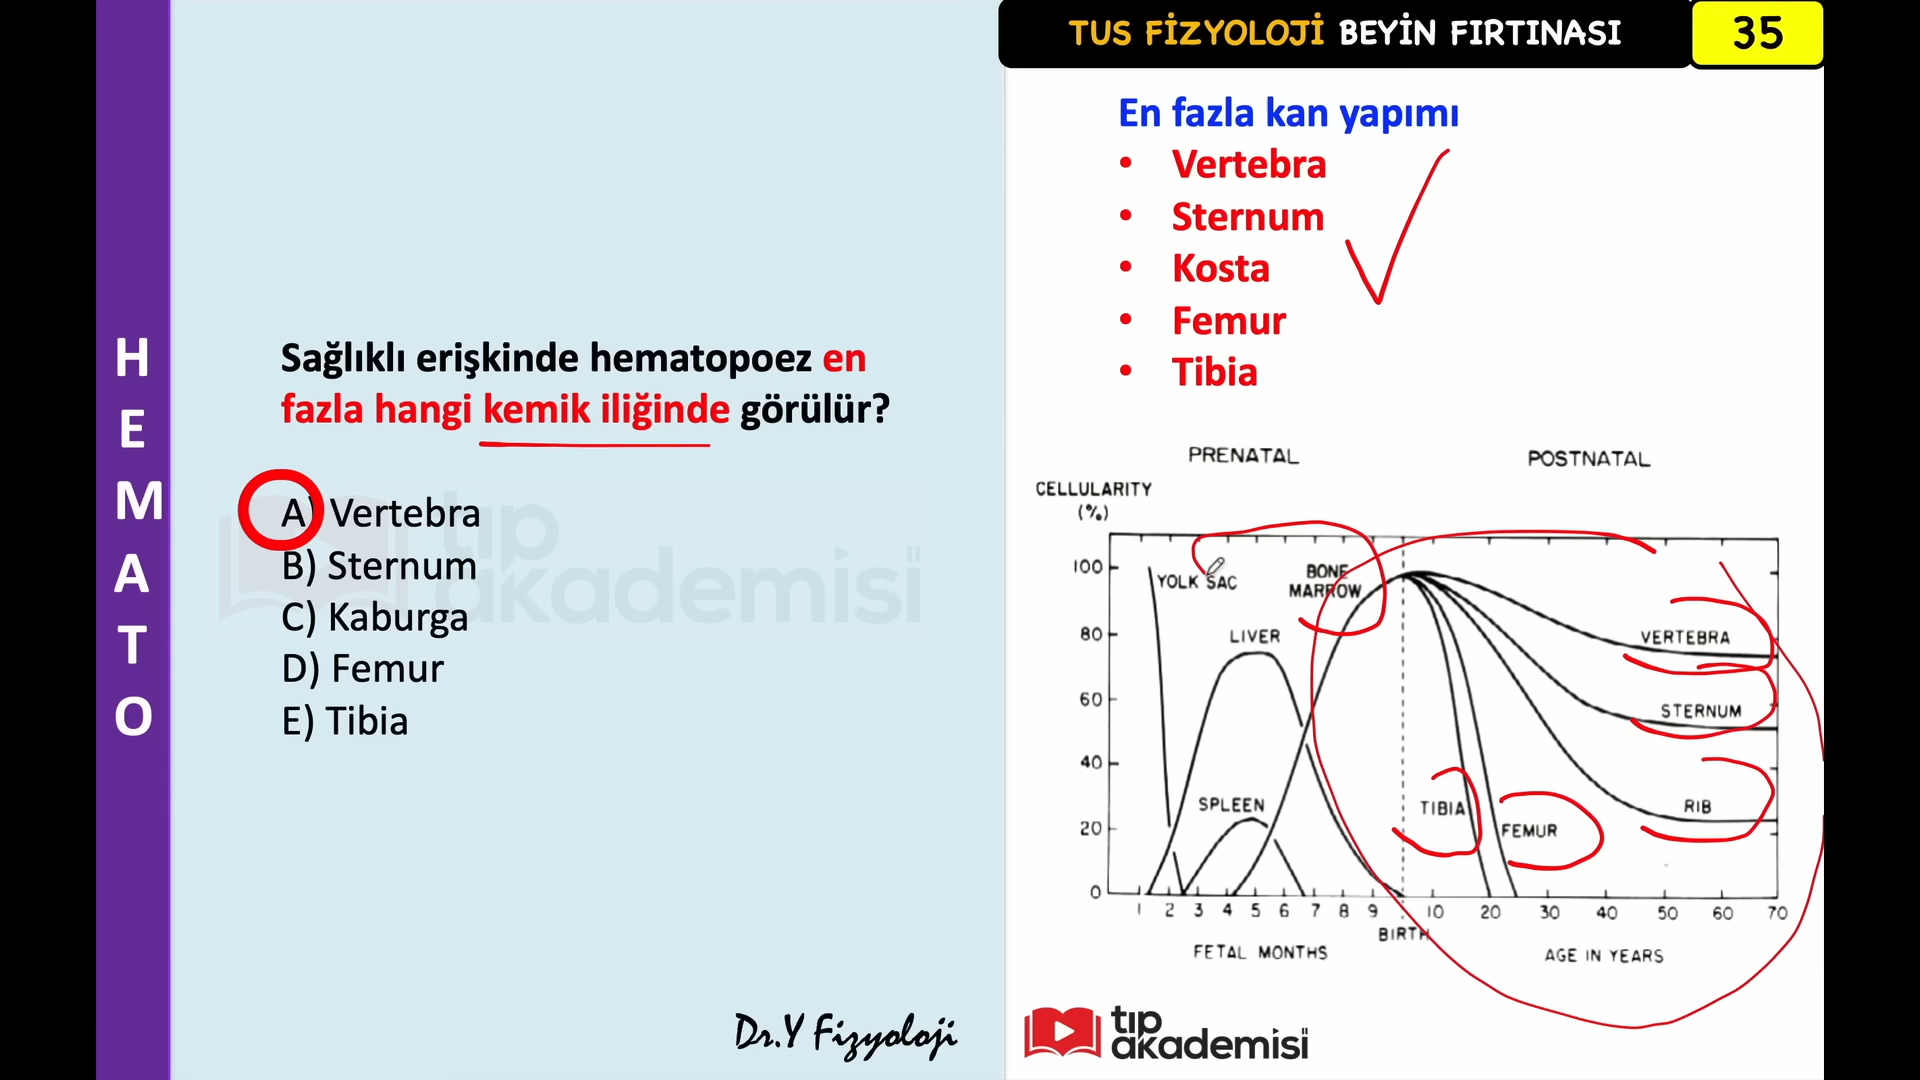 H
E
M
A
T
O
Sağlıklı erişkinde hematopoez en
fazla hangi kemik iliğinde görülür?
A) Vertebra
B) Sternum
C) Kaburga
D) Femur
E) Tibia
tıp
akademisi
Dr.Y Fizyoloji
TUS FİZYOLOJİ BEYİN FIRTINASI
35
En fazla kan yapımı
• Vertebra
• Sternum
• Kosta
• Femur
• Tibia
PRENATAL
POSTNATAL
CELLULARITY
(%)
100
80
60
40
20
0
YOLK SAC
BONE
MARROW
LIVER
SPLEEN
VERTEBRA
STERNUM
TIBIA
RIB
FEMUR
1 2 3 4 5 6 7 8 9 10 20 30 40 50 60 70
BIRTH
FETAL MONTHS
AGE IN YEARS
tıp
akademisi